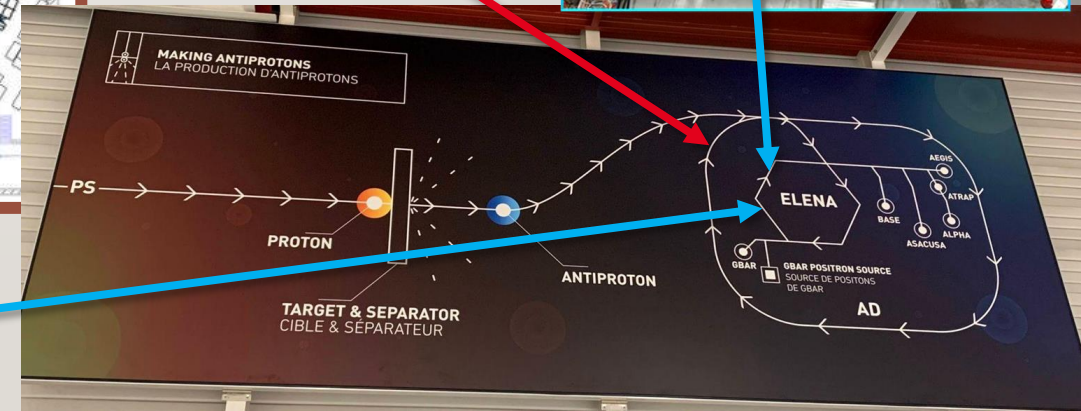 MAKING ANTIPROTONS
LA PRODUCTION D'ANTIPROTONS
PS
PROTON
TARGET & SEPARATOR
CIBLE & SÉPARATEUR
ANTIPROTON
ELENA
AEGIS
ATRAP
ALPHA
BASE
ASACUSA
GBAR
GBAR POSITRON SOURCE
SOURCE DE POSITONS
DE GBAR
AD